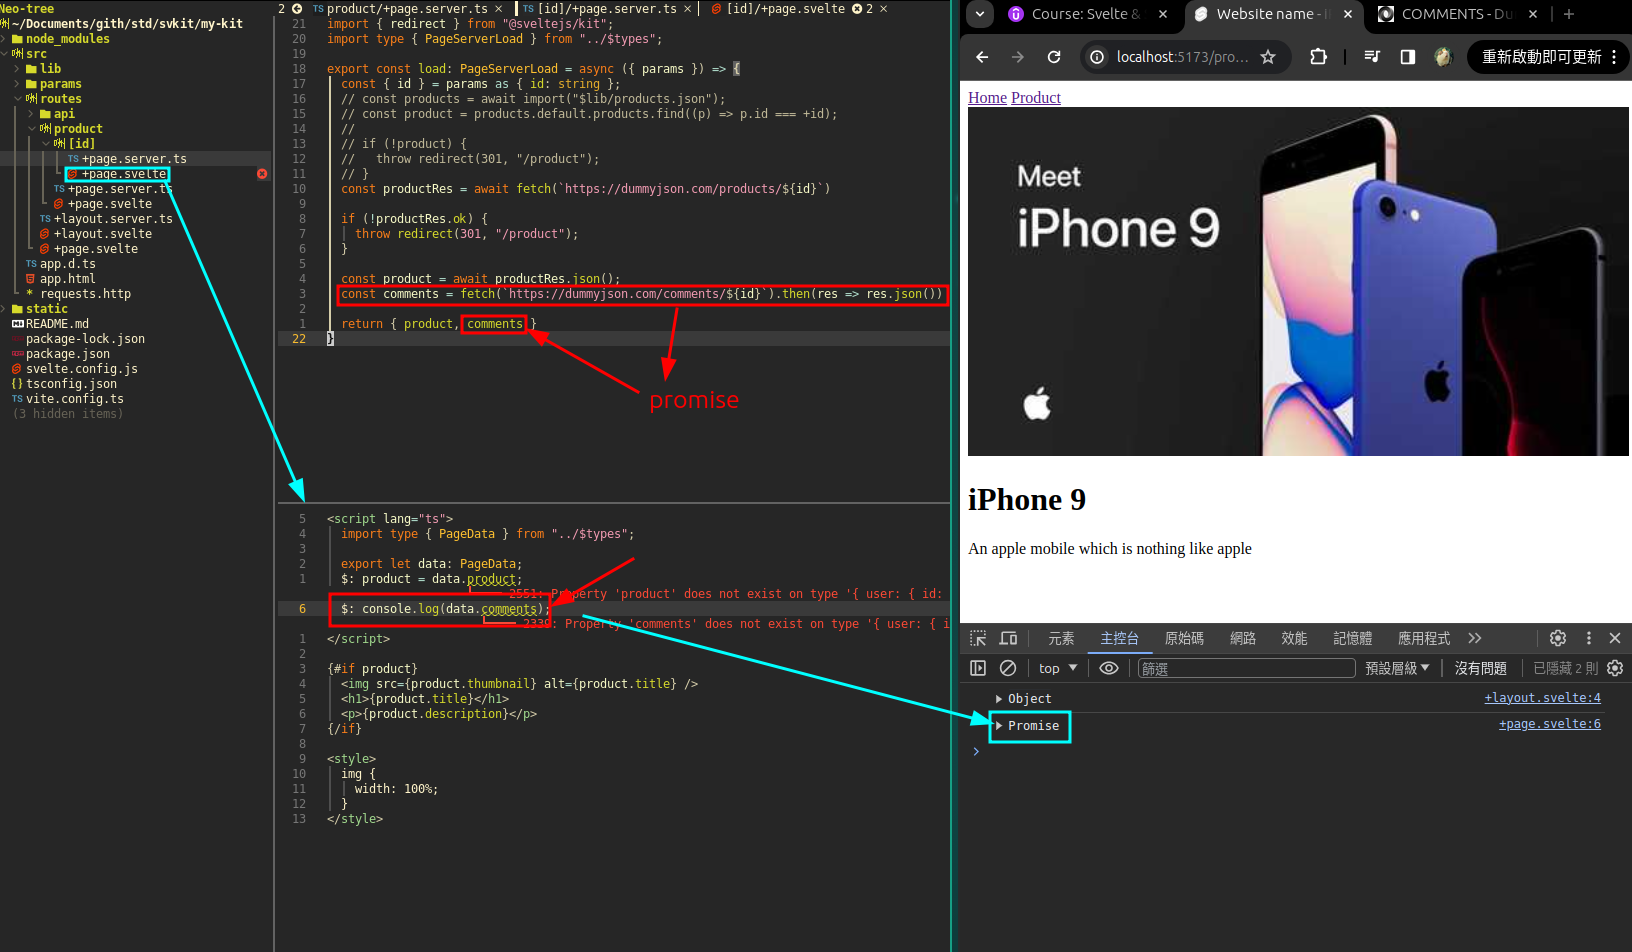 Neo-tree
~/Documents/gith/std/svkit/my-kit
node_modules
src
lib
params
routes
api
product
[id]
TS +page.server.ts
+page.svelte
TS +page.server.ts
+page.svelte
TS +layout.server.ts
+layout.svelte
+page.svelte
TS app.d.ts
app.html
* requests.http
static
README.md
package-lock.json
package.json
svelte.config.js
{} tsconfig.json
TS vite.config.ts
(3 hidden items)
2 TS product/+page.server.ts × TS [id]/+page.server.ts × [id]/+page.svelte 2 ×
21 import { redirect } from "@sveltejs/kit";
20 import type { PageServerLoad } from "../$types";
19
18 export const load: PageServerLoad = async ({ params }) => {
17 const { id } = params as { id: string };
16 // const products = await import("$lib/products.json");
15 // const product = products.default.products.find((p) => p.id === +id);
14 //
13 // if (!product) {
12 // throw redirect(301, "/product");
11 // }
10 const productRes = await fetch(`https://dummyjson.com/products/${id}`)
9
8 if (!productRes.ok) {
7 throw redirect(301, "/product");
6 }
5
4 const product = await productRes.json();
3 const comments = fetch(`https://dummyjson.com/comments/${id}`).then(res => res.json())
2
1 return { product, comments }
22 }
promise
5 <script lang="ts">
4 import type { PageData } from "../$types";
3
2 export let data: PageData;
1 $: product = data.product;
2551: Property 'product' does not exist on type '{ user: { id:
6 $: console.log(data.comments);
2339: Property 'comments' does not exist on type '{ user: { i
1 </script>
2
3 {#if product}
4 <img src={product.thumbnail} alt={product.title} />
5 <h1>{product.title}</h1>
6 <p>{product.description}</p>
7 {/if}
8
9 <style>
10 img {
11 width: 100%;
12 }
13 </style>
Course: Svelte & × Website name - i × COMMENTS - Du × +
localhost:5173/pro... 重新啟動即可更新
Home Product
Meet
iPhone 9
iPhone 9
An apple mobile which is nothing like apple
元素 主控台 原始碼 網路 效能 記憶體 應用程式
top 篩選 預設層級 沒有問題 已隱藏 2 則
Object +layout.svelte:4
Promise +page.svelte:6